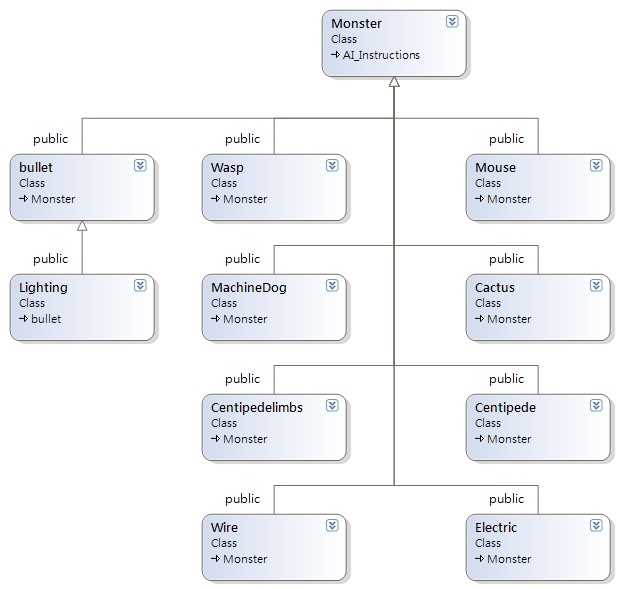 Monster
Class
AI_Instructions
public
public
public
bullet
Class
Monster
Wasp
Class
Monster
Mouse
Class
Monster
public
public
public
Lighting
Class
bullet
MachineDog
Class
Monster
Cactus
Class
Monster
public
public
Centipedelimbs
Class
Monster
Centipede
Class
Monster
public
public
Wire
Class
Monster
Electric
Class
Monster